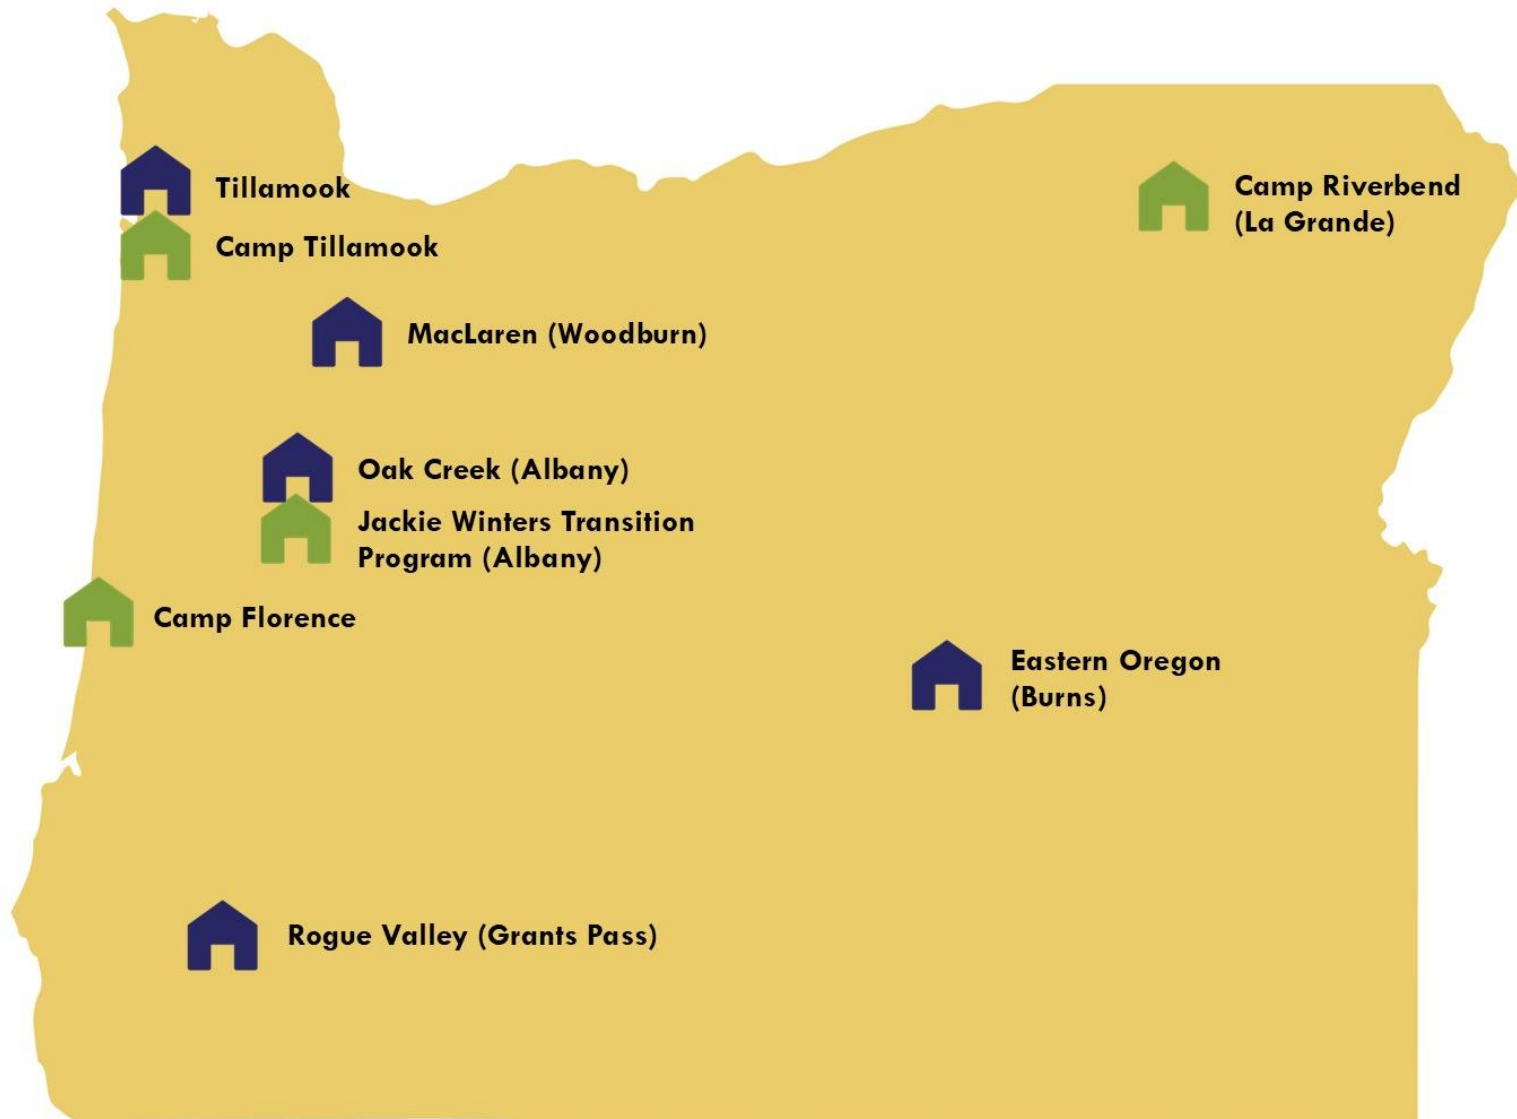 Tillamook
Camp Riverbend
(La Grande)
Camp Tillamook
MacLaren (Woodburn)
Oak Creek (Albany)
Jackie Winters Transition
Program (Albany)
Camp Florence
Eastern Oregon
(Burns)
Rogue Valley (Grants Pass)